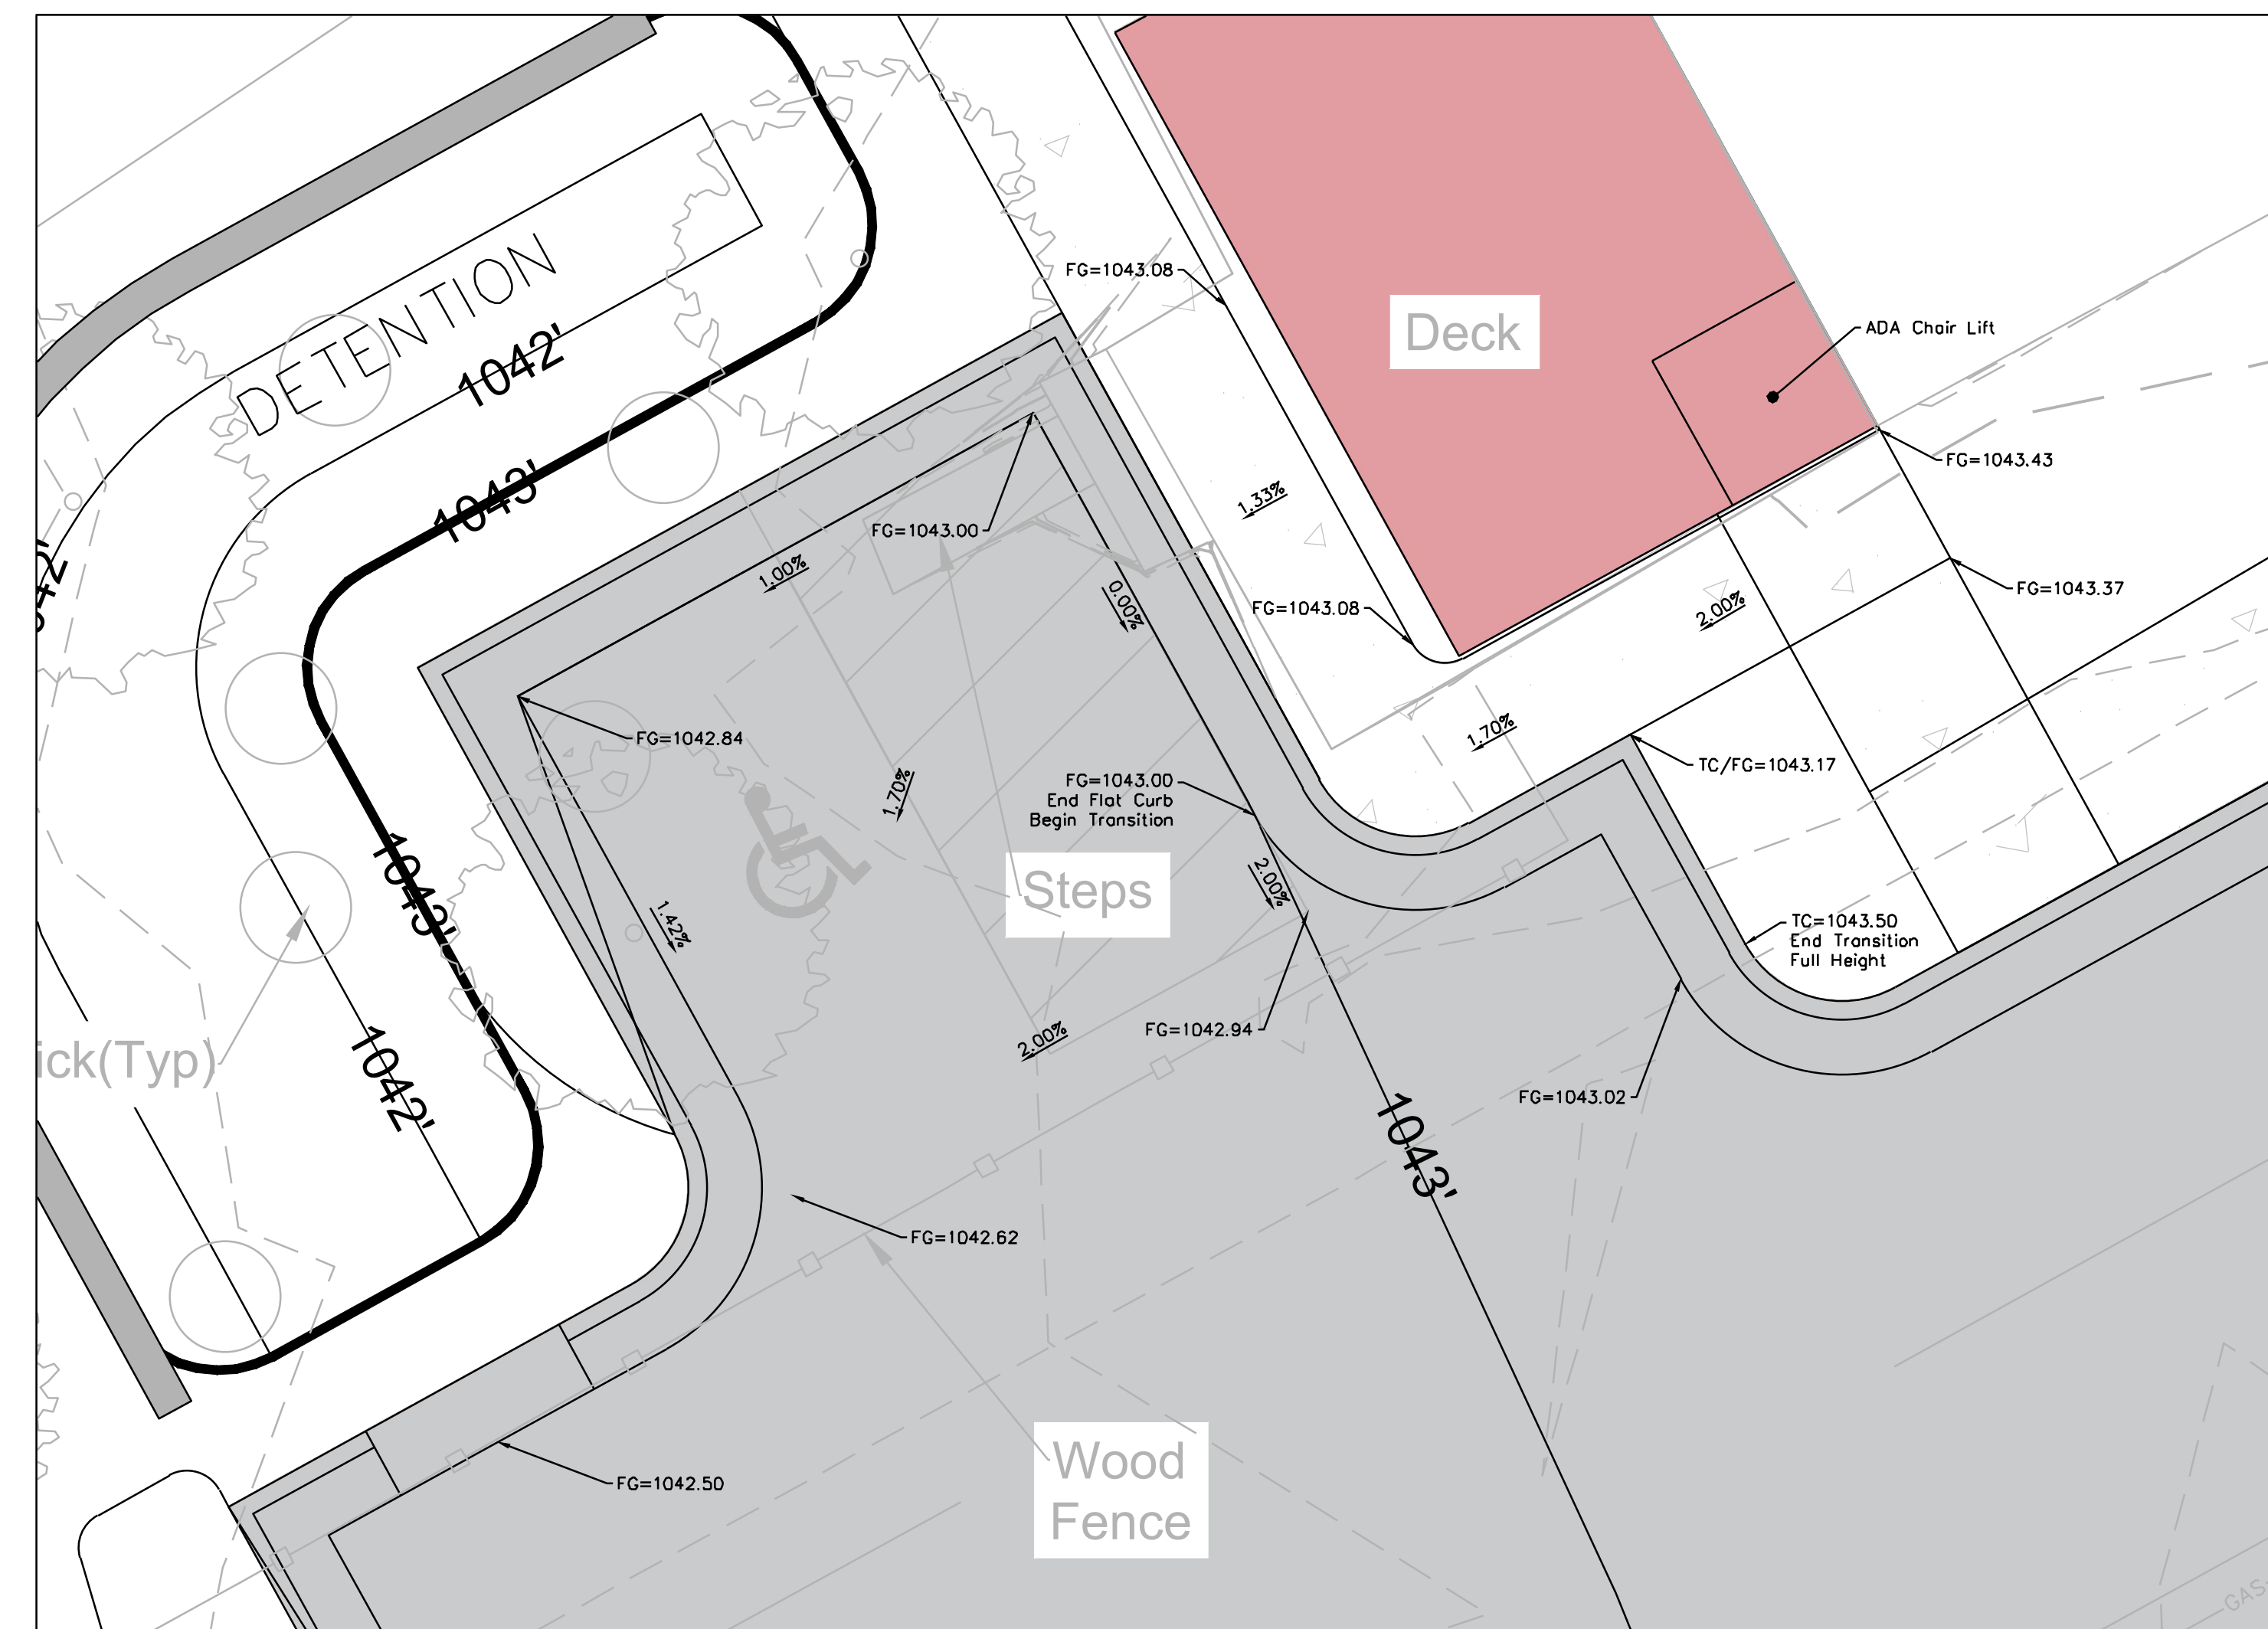 DETENTION
1042'
1043'
FG=1043.08
Deck
ADA Chair Lift
FG=1043.43
1.33%
FG=1043.00
1.00%
0.00%
FG=1043.08
2.00%
FG=1043.37
FG=1042.84
1.70%
1.70%
FG=1043.00
End Flat Curb
Begin Transition
TC/FG=1043.17
Steps
2.00%
1.42%
1043'
TC=1043.50
End Transition
Full Height
2.00%
FG=1042.94
ick(Typ)
1042'
FG=1043.02
1043'
FG=1042.62
Wood
Fence
FG=1042.50
GAS